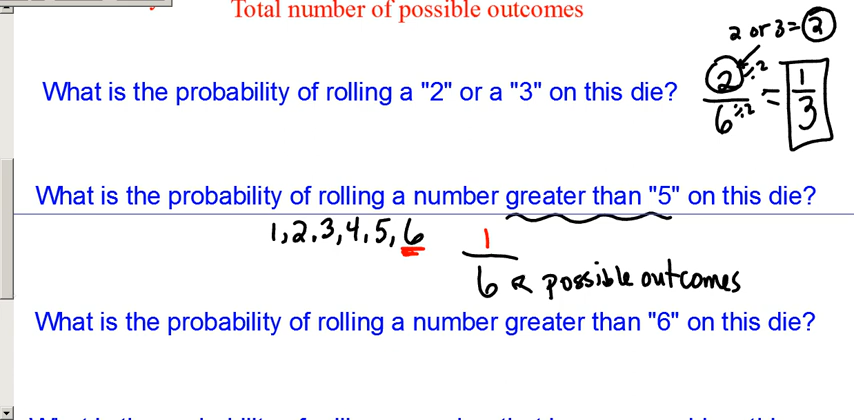 Total number of possible outcomes
2 or 3 = 2
What is the probability of rolling a "2" or a "3" on this die?
2 ÷2 / 6 ÷2 = 1/3
What is the probability of rolling a number greater than "5" on this die?
1, 2, 3, 4, 5, 6
1
6 possible outcomes
What is the probability of rolling a number greater than "6" on this die?